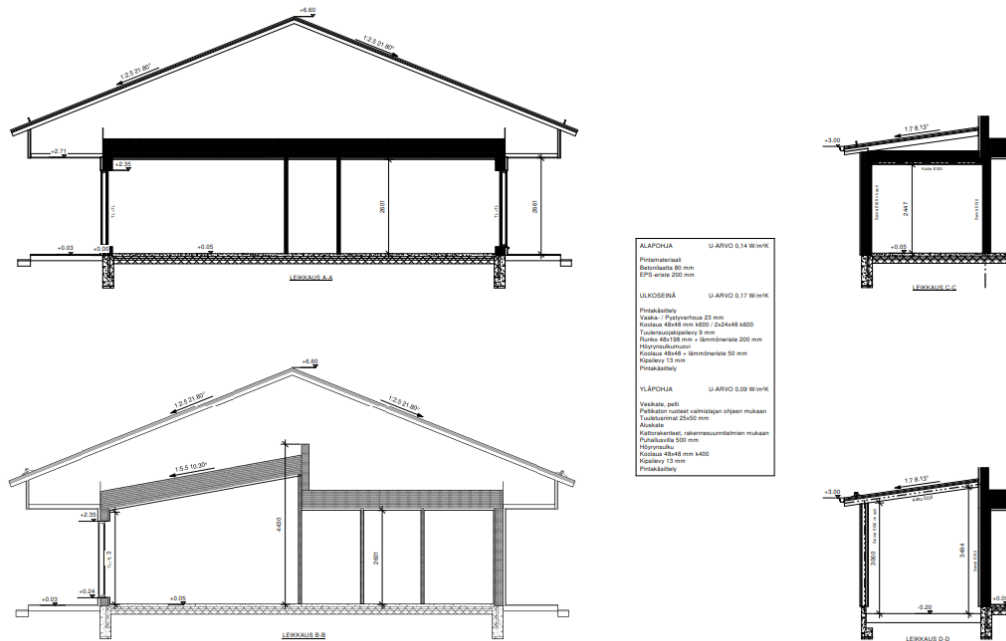 +6.60
1:2.5 21.80°
1:2.5 21.80°
+2.71
+2.35
2601
2661
+0.03
+0.00
+0.05
LEIKKAUS A-A
+3.00
1:7 8.13°
2447
+0.05
LEIKKAUS C-C
ALAPOHJA U-ARVO 0,14 W/m²K
Pintamateriaali
Betonilaatta 80 mm
EPS-eriste 200 mm
ULKOSEINÄ U-ARVO 0,17 W/m²K
Pintakäsittely
Vaaka- / Pystyverhous 23 mm
Koolaus 48x48 mm k600 / 2x24x48 k600
Tuulensuojakipsilevy 9 mm
Runko 48x198 mm + lämmöneriste 200 mm
Höyrynsulkumuovi
Koolaus 48x48 + lämmöneriste 50 mm
Kipsilevy 13 mm
Pintakäsittely
YLÄPOHJA U-ARVO 0,09 W/m²K
Vesikate, pelti
Peltikaton ruoteet valmistajan ohjeen mukaan
Tuuletusrimat 25x50 mm
Aluskate
Kattorakenteet, rakennesuunnitelmien mukaan
Puhallusvilla 500 mm
Höyrynsulku
Koolaus 48x48 mm k400
Kipsilevy 13 mm
Pintakäsittely
+6.60
1:2.5 21.80°
1:2.5 21.80°
1:5.5 10.30°
+2.35
4400
2601
+0.24
+0.03
+0.05
LEIKKAUS B-B
+3.00
1:7 8.13°
3494
-0.20
LEIKKAUS D-D